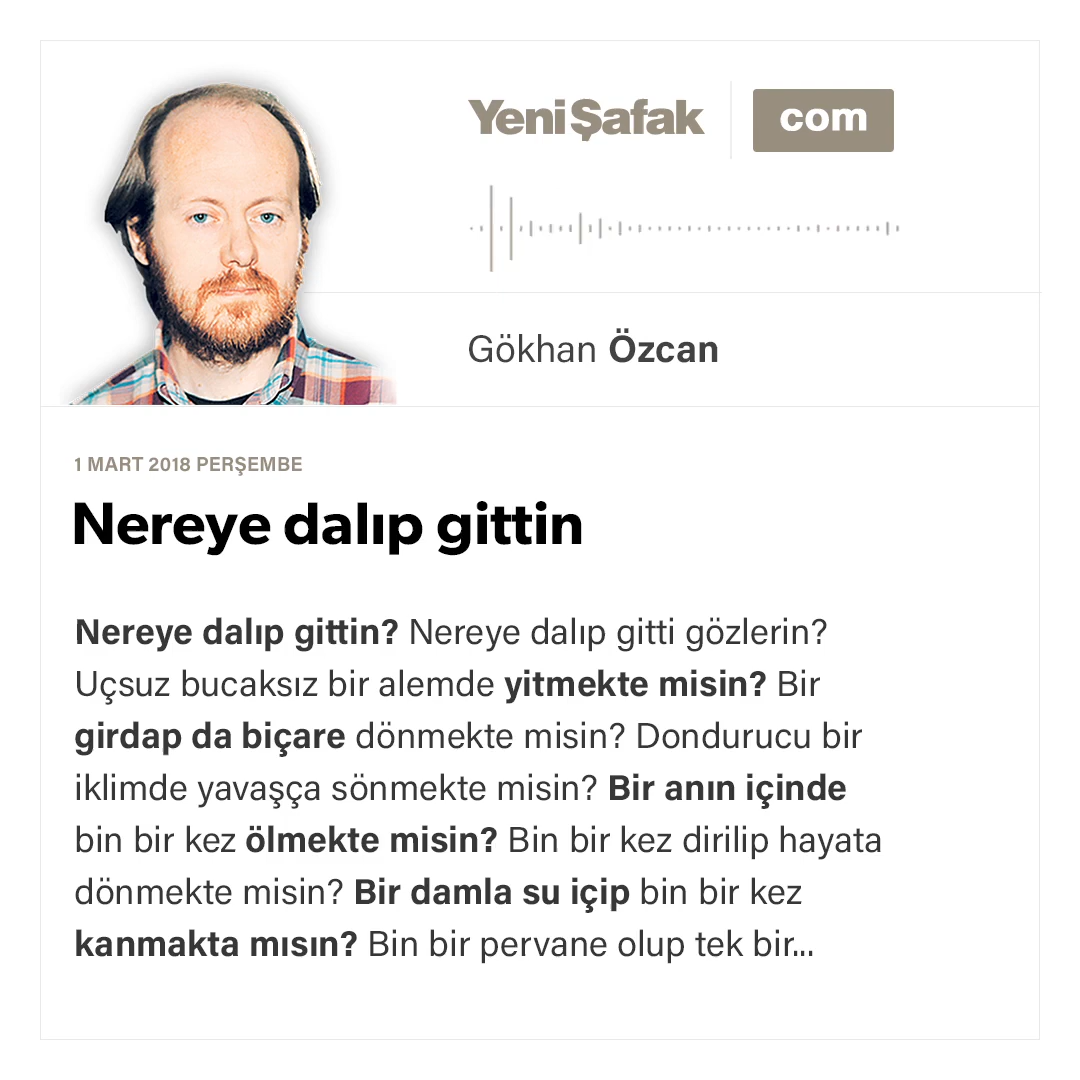 Yeni Şafak com
Gökhan Özcan
1 MART 2018 PERŞEMBE
Nereye dalıp gittin
Nereye dalıp gittin? Nereye dalıp gitti gözlerin?
Uçsuz bucaksız bir alemde yitmekte misin? Bir
girdap da biçare dönmekte misin? Dondurucu bir
iklimde yavaşça sönmekte misin? Bir anın içinde
bin bir kez ölmekte misin? Bin bir kez dirilip hayata
dönmekte misin? Bir damla su içip bin bir kez
kanmakta mısın? Bin bir pervane olup tek bir...